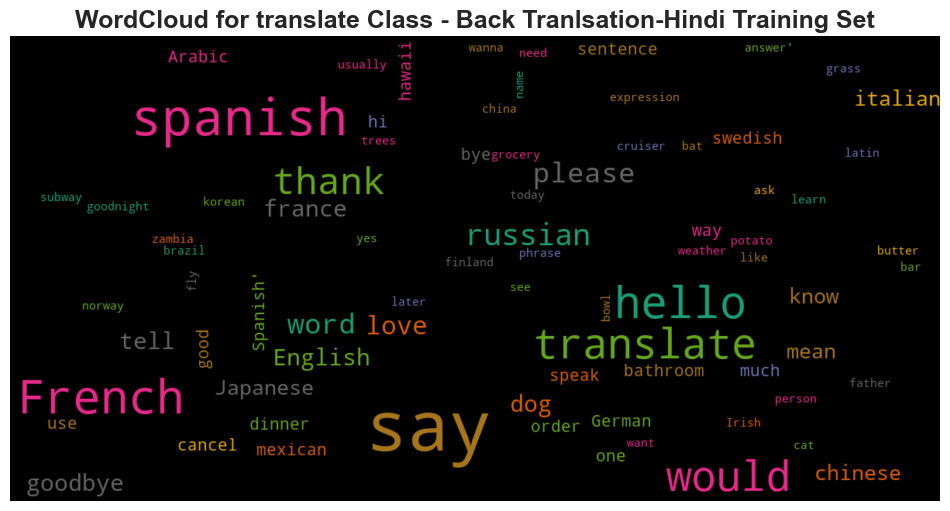 WordCloud for translate Class - Back Tranlsation-Hindi Training Set
wanna
sentence
answer'
Arabic
usually
hawaii
need
grass
name
expression
italian
spanish
china
hi
trees
bye
grocery
cruiser
bat
swedish
latin
thank
please
subway
goodnight
korean
france
today
ask
learn
zambia
brazil
yes
russian
phrase
finland
way
potato
weather
like
butter
bar
fly
norway
Spanish'
later
see
bowl
hello
know
tell
good
word
love
English
translate
mean
French
Japanese
speak
bathroom
much
father
use
dinner
cancel
mexican
say
dog
order
German
one
want
person
Irish
cat
goodbye
would
chinese